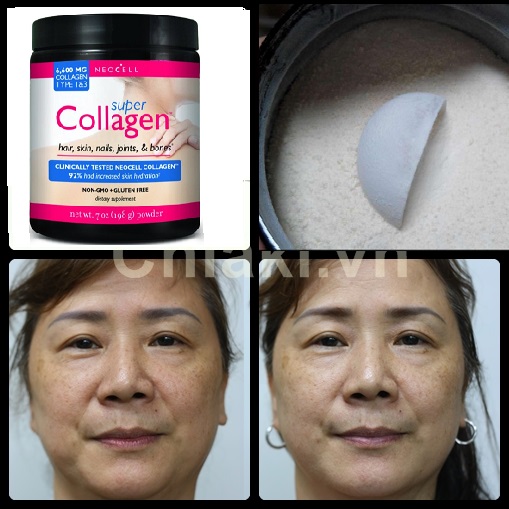 6,600 MG
COLLAGEN
TYPE 1 & 3
NEOCELL
super
Collagen
hair, skin, nails, joints, & bones
CLINICALLY TESTED NEOCELL COLLAGEN
92% had increased skin hydration
NON-GMO + GLUTEN FREE
dietary supplement
net wt. 7 oz (198 g) powder
Chiaki.vn